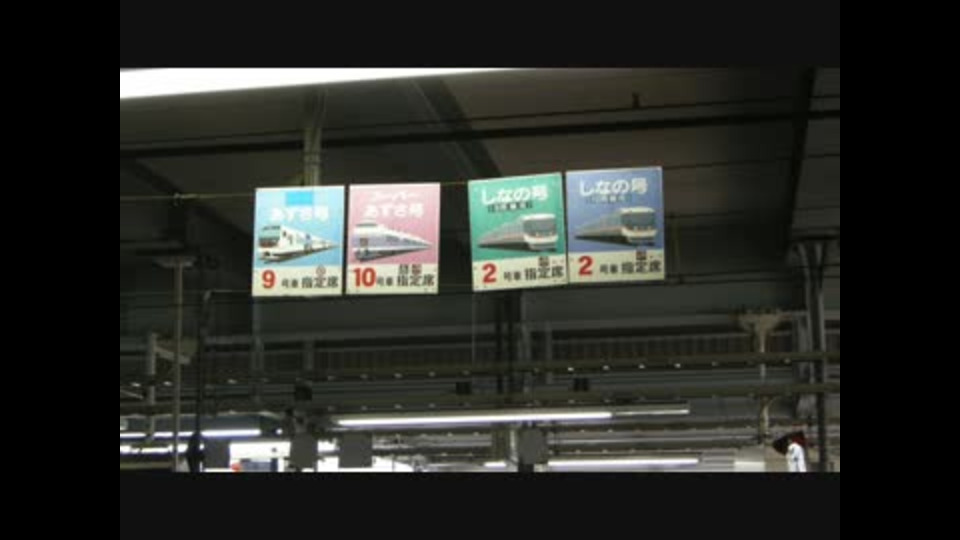 あずさ号
9 号車 指定席
スーパー
あずさ号
10 号車 指定席
しなの号
2 号車 指定席
しなの号
2 号車 指定席